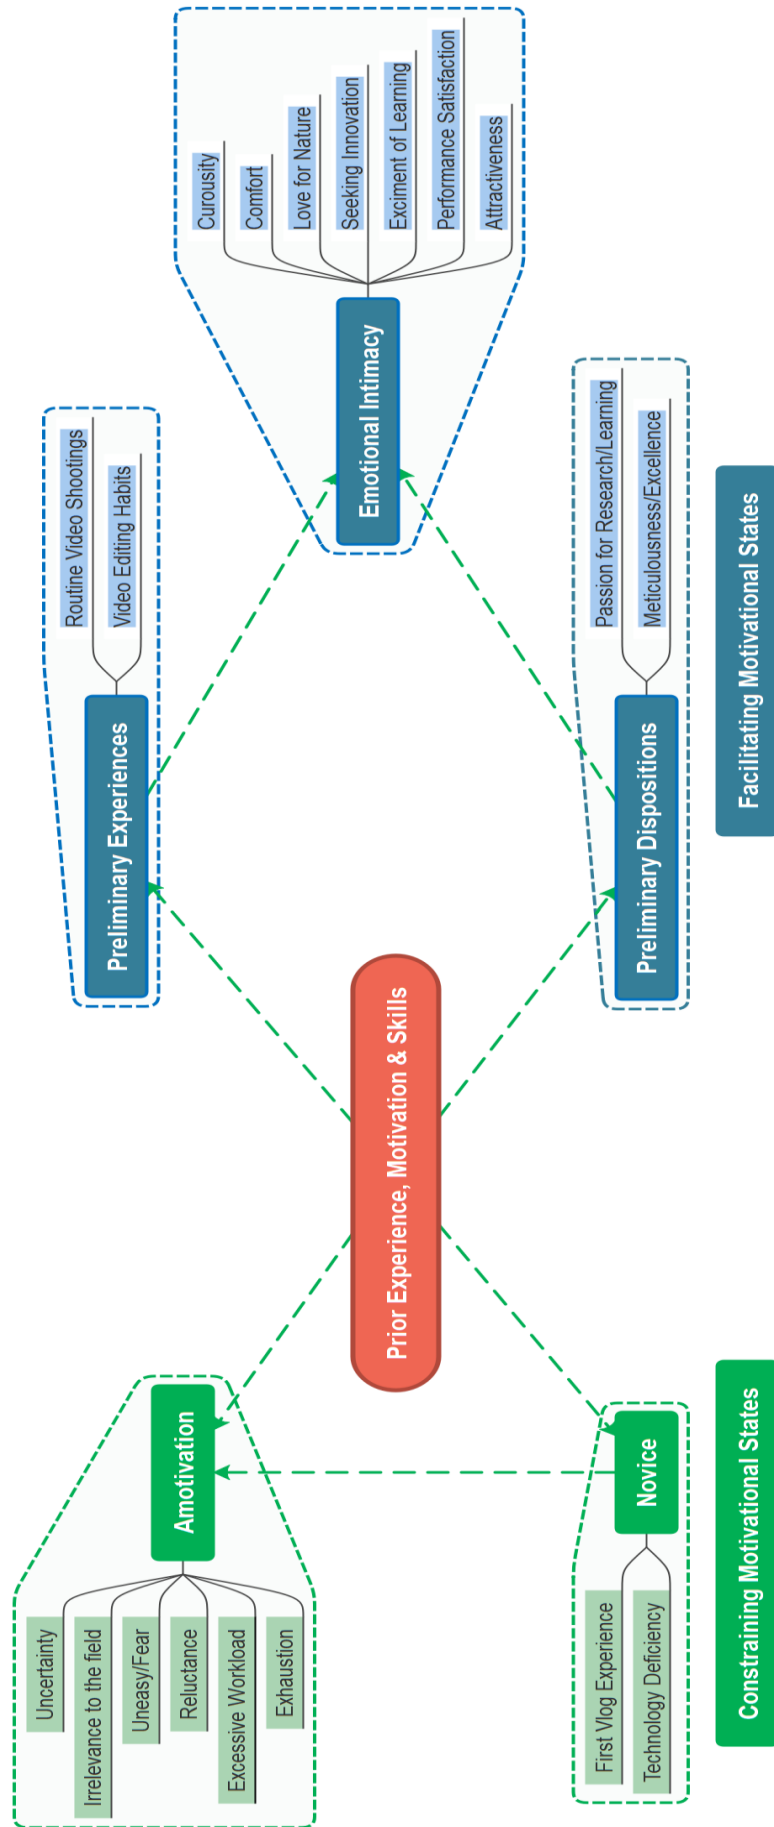 Uncertainty
Irrelevance to the field
Uneasy/Fear
Reluctance
Excessive Workload
Exhaustion
Amotivation
First Vlog Experience
Technology Deficiency
Novice
Constraining Motivational States
Prior Experience, Motivation & Skills
Preliminary Experiences
Routine Video Shootings
Video Editing Habits
Preliminary Dispositions
Passion for Research/Learning
Meticulousness/Excellence
Emotional Intimacy
Curousity
Comfort
Love for Nature
Seeking Innovation
Exciment of Learning
Performance Satisfaction
Attractiveness
Facilitating Motivational States